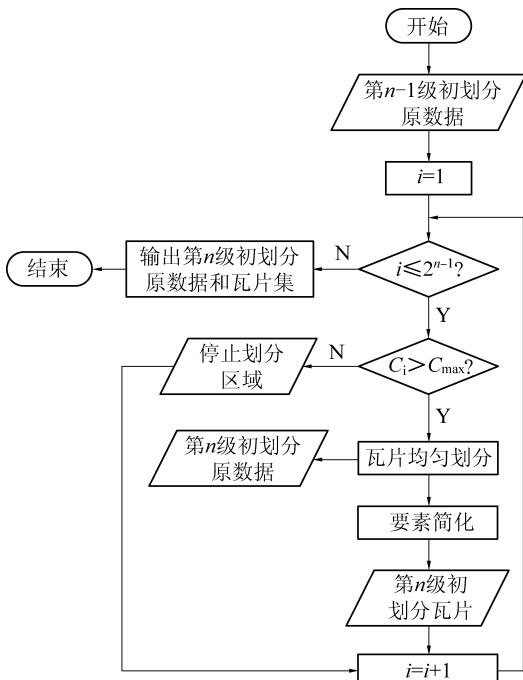 开始
第n-1级初划分
原数据
i=1
i≤2ⁿ⁻¹?
N
输出第n级初划分
原数据和瓦片集
结束
Y
Cᵢ>Cmax?
N
停止划分
区域
Y
瓦片均匀划分
第n级初划分
原数据
要素简化
第n级初
划分瓦片
i=i+1